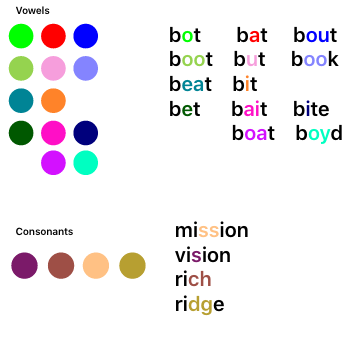 Vowels
bot bat bout
boot but book
beat bit
bet bait bite
boat boyd
Consonants
mission
vision
rich
ridge